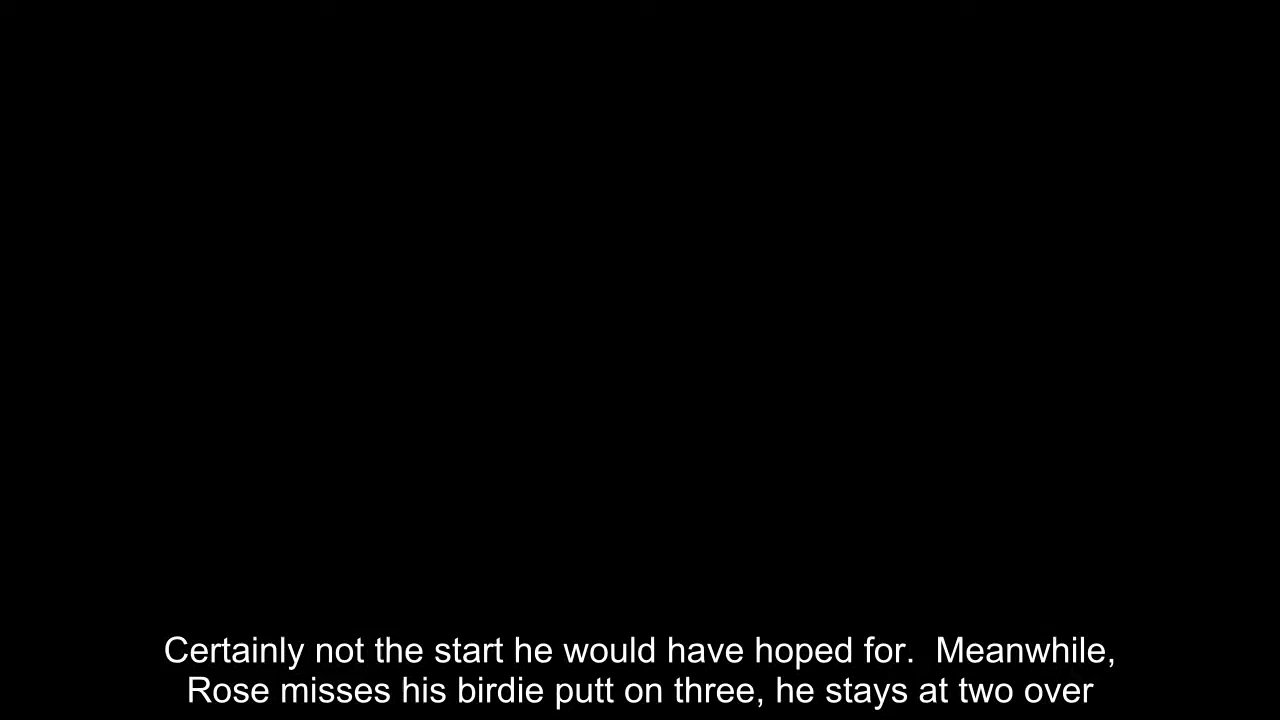 Certainly not the start he would have hoped for.  Meanwhile,
Rose misses his birdie putt on three, he stays at two over